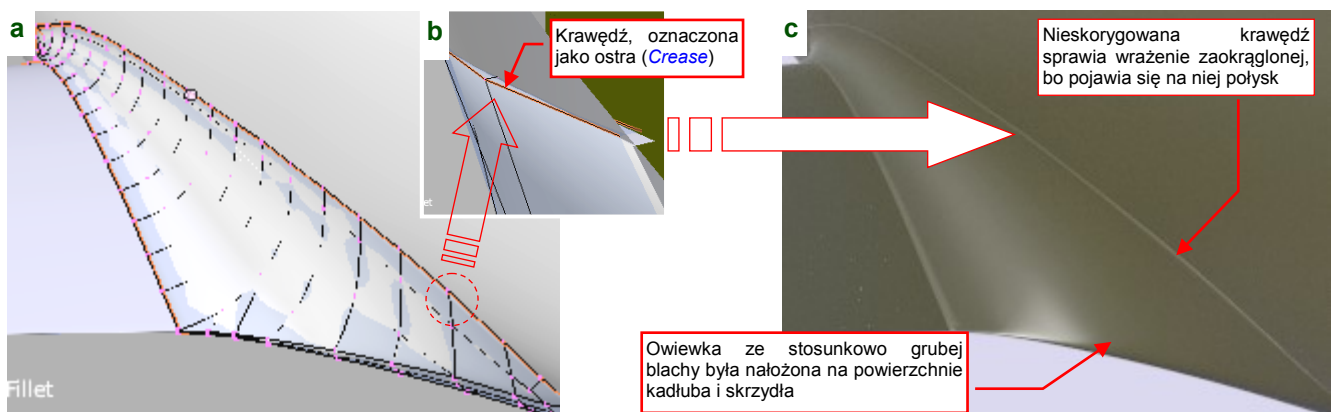 a
b
c
Krawędź, oznaczona
jako ostra (Crease)
Nieskorygowana krawędź
sprawia wrażenie zaokrąglonej,
bo pojawia się na niej połysk
Owiewka ze stosunkowo grubej
blachy była nałożona na powierzchnie
kadłuba i skrzydła
Fillet